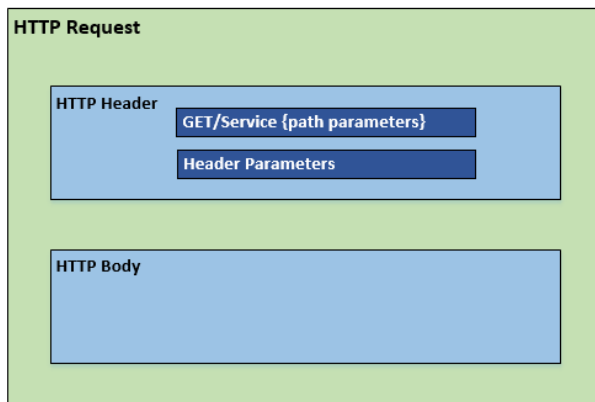 HTTP Request
HTTP Header
GET/Service {path parameters}
Header Parameters
HTTP Body